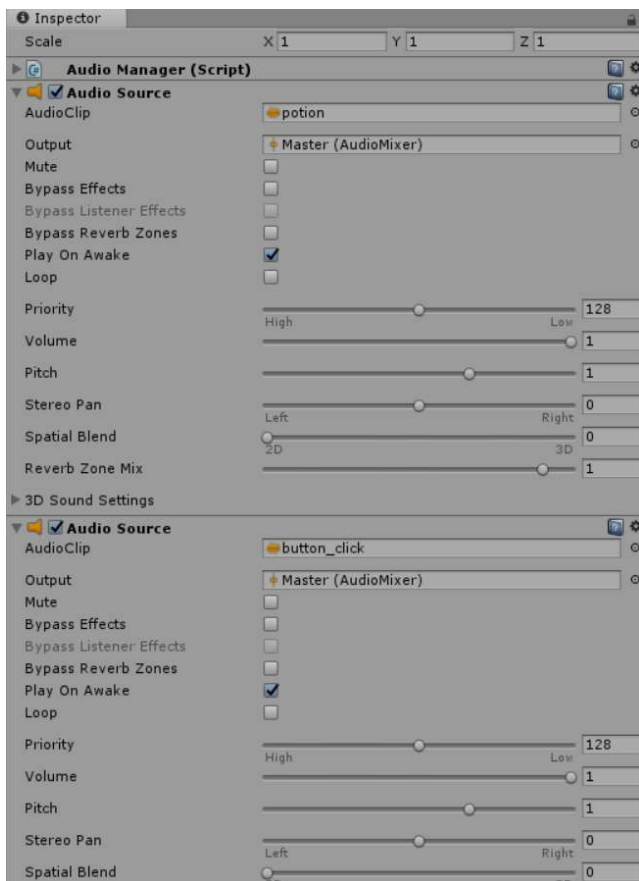 Inspector
Scale X 1 Y 1 Z 1
Audio Manager (Script)
Audio Source
AudioClip potion
Output Master (AudioMixer)
Mute
Bypass Effects
Bypass Listener Effects
Bypass Reverb Zones
Play On Awake
Loop
Priority 128
High Low
Volume 1
Pitch 1
Stereo Pan 0
Left Right
Spatial Blend 0
2D 3D
Reverb Zone Mix 1
3D Sound Settings
Audio Source
AudioClip button_click
Output Master (AudioMixer)
Mute
Bypass Effects
Bypass Listener Effects
Bypass Reverb Zones
Play On Awake
Loop
Priority 128
High Low
Volume 1
Pitch 1
Stereo Pan 0
Left Right
Spatial Blend 0